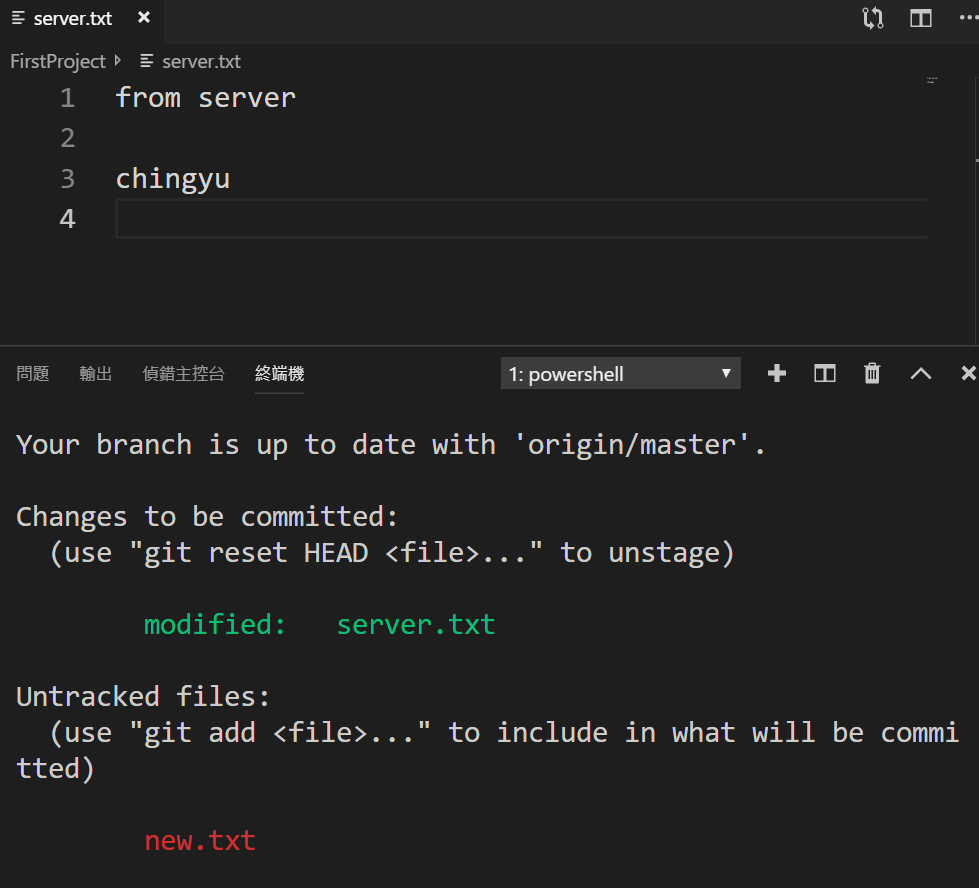 server.txt
FirstProject server.txt
1 from server
2
3 chingyu
4
問題 輸出 偵錯主控台 終端機 1: powershell
Your branch is up to date with 'origin/master'.
Changes to be committed:
(use "git reset HEAD <file>..." to unstage)
modified: server.txt
Untracked files:
(use "git add <file>..." to include in what will be commi
tted)
new.txt